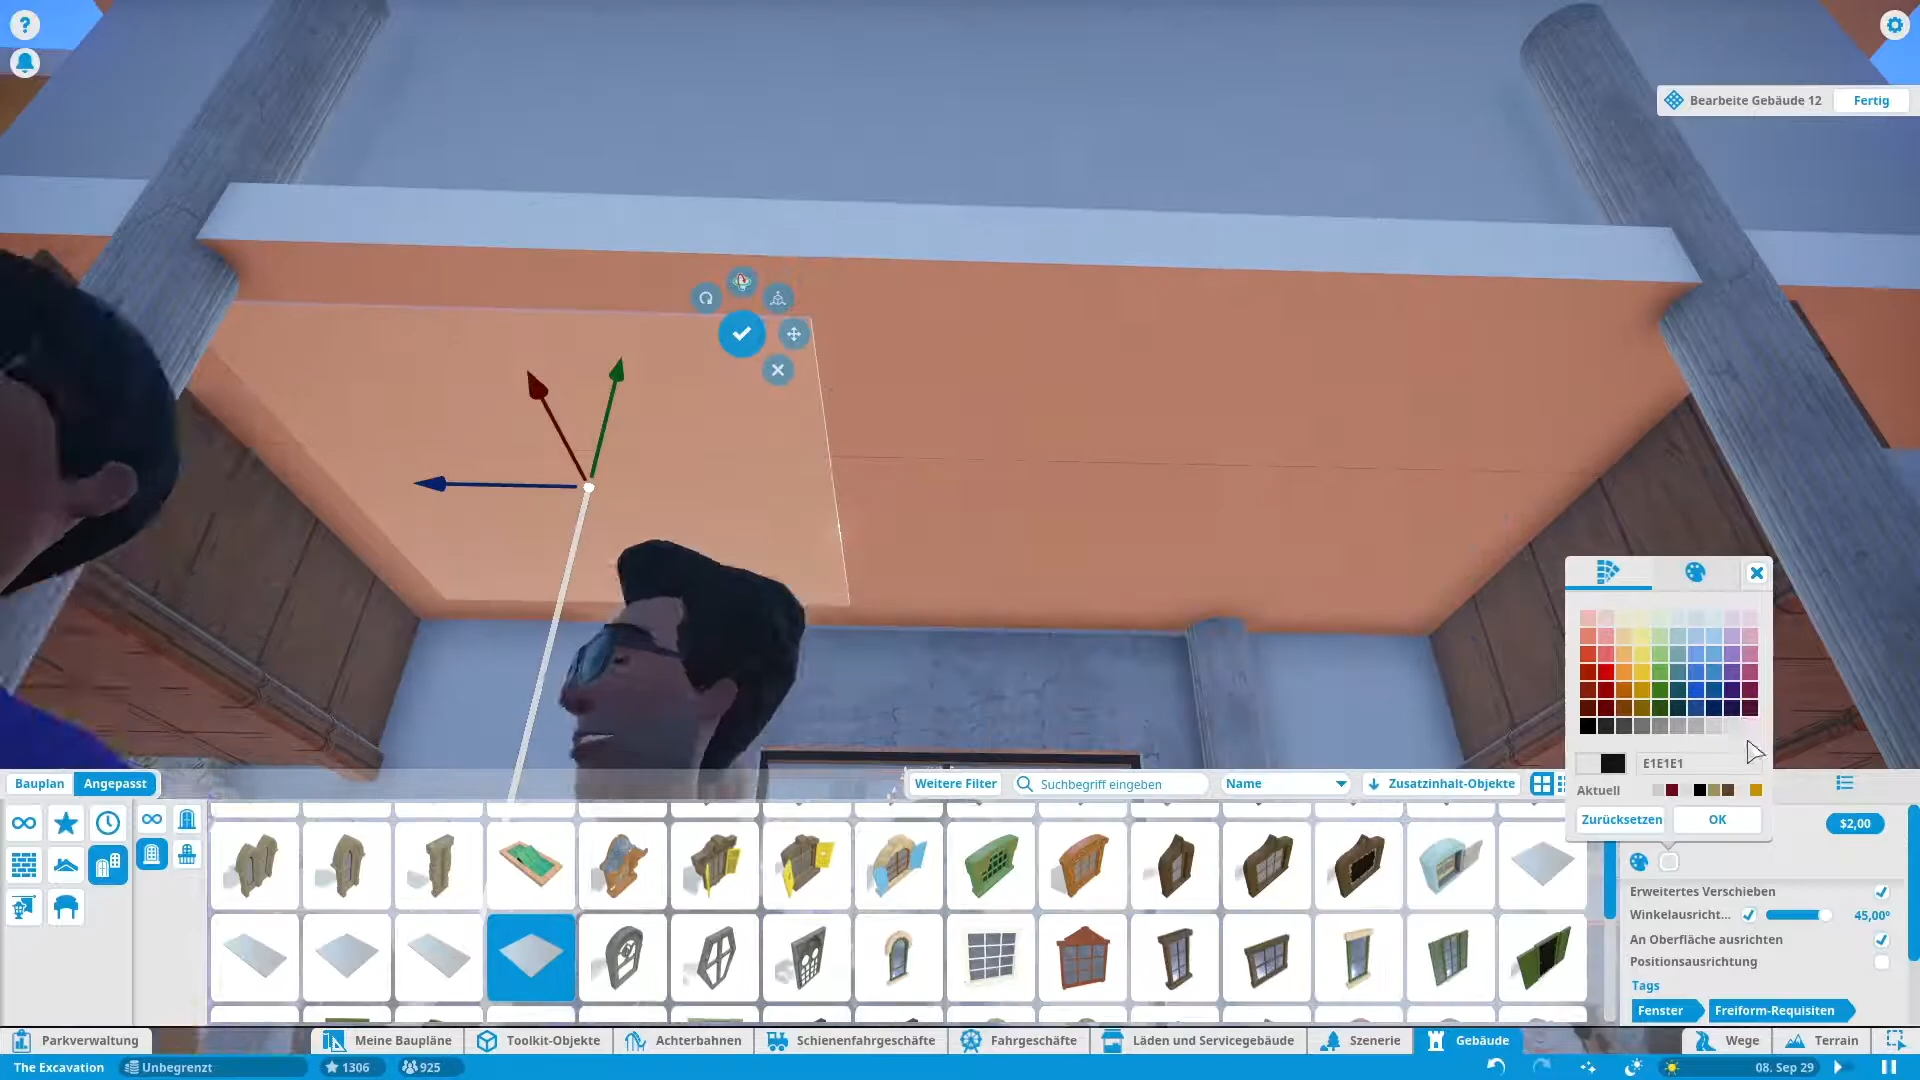 ?
Bearbeite Gebäude 12 Fertig
E1E1E1
Aktuell
Zurücksetzen OK
Bauplan Angepasst Weitere Filter Suchbegriff eingeben Name Zusatzinhalt-Objekte
$2,00
Erweitertes Verschieben
Winkelausricht... 45,00°
An Oberfläche ausrichten
Positionsausrichtung
Tags
Fenster Freiform-Requisiten
Parkverwaltung Meine Baupläne Toolkit-Objekte Achterbahnen Schienenfahrgeschäfte Fahrgeschäfte Läden und Servicegebäude Szenerie Gebäude Wege Terrain
The Excavation Unbegrenzt 1306 925 08. Sep 29